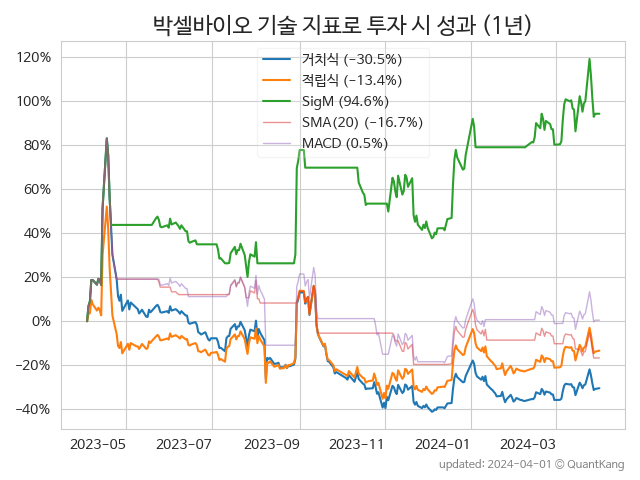 박셀바이오 기술 지표로 투자 시 성과 (1년)
거치식 (−30.5%)
적립식 (−13.4%)
SigM (94.6%)
SMA(20) (−16.7%)
MACD (0.5%)
120%
100%
80%
60%
40%
20%
0%
−20%
−40%
2023-05 2023-07 2023-09 2023-11 2024-01 2024-03
updated: 2024-04-01 © QuantKang